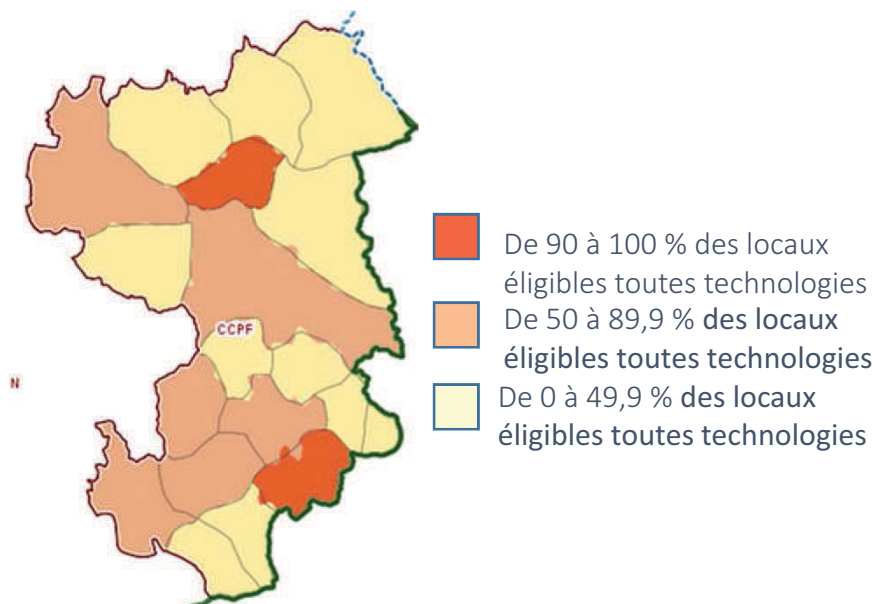 De 90 à 100 % des locaux
éligibles toutes technologies
De 50 à 89,9 % des locaux
éligibles toutes technologies
CCPF
N
De 0 à 49,9 % des locaux
éligibles toutes technologies